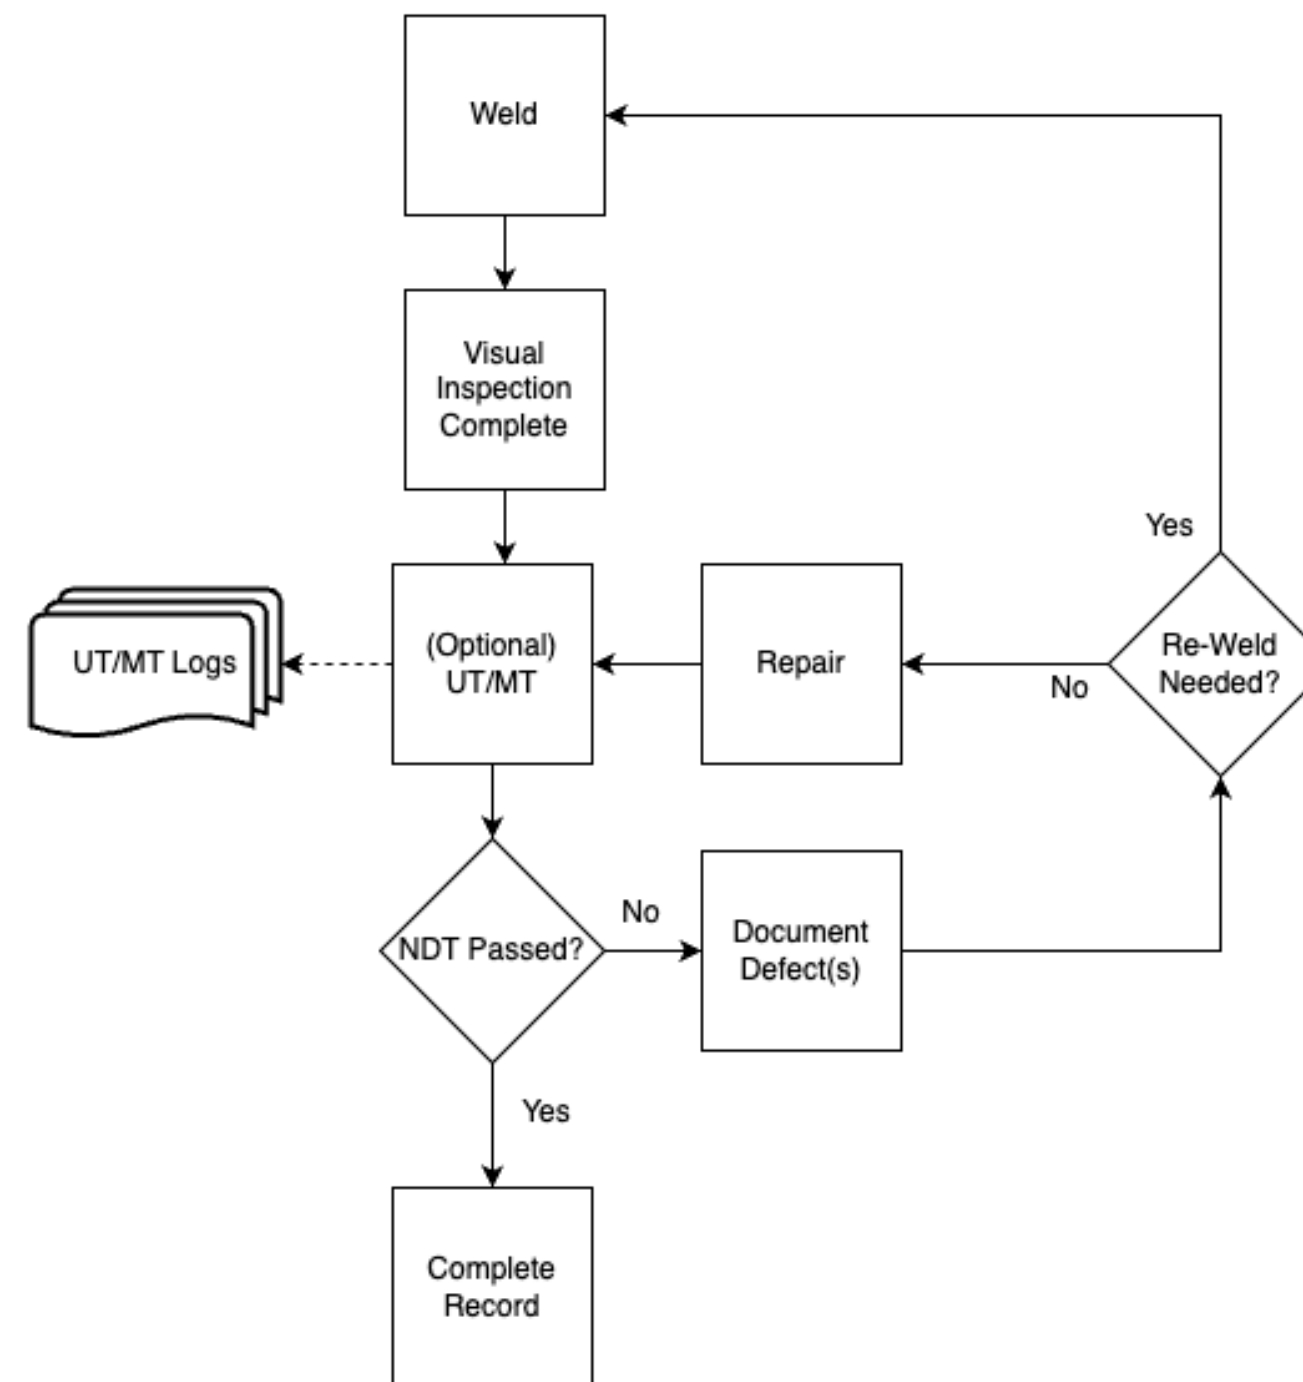 Weld
Visual
Inspection
Complete
Yes
UT/MT Logs
(Optional)
UT/MT
Repair
No
Re-Weld
Needed?
NDT Passed?
No
Document
Defect(s)
Yes
Complete
Record